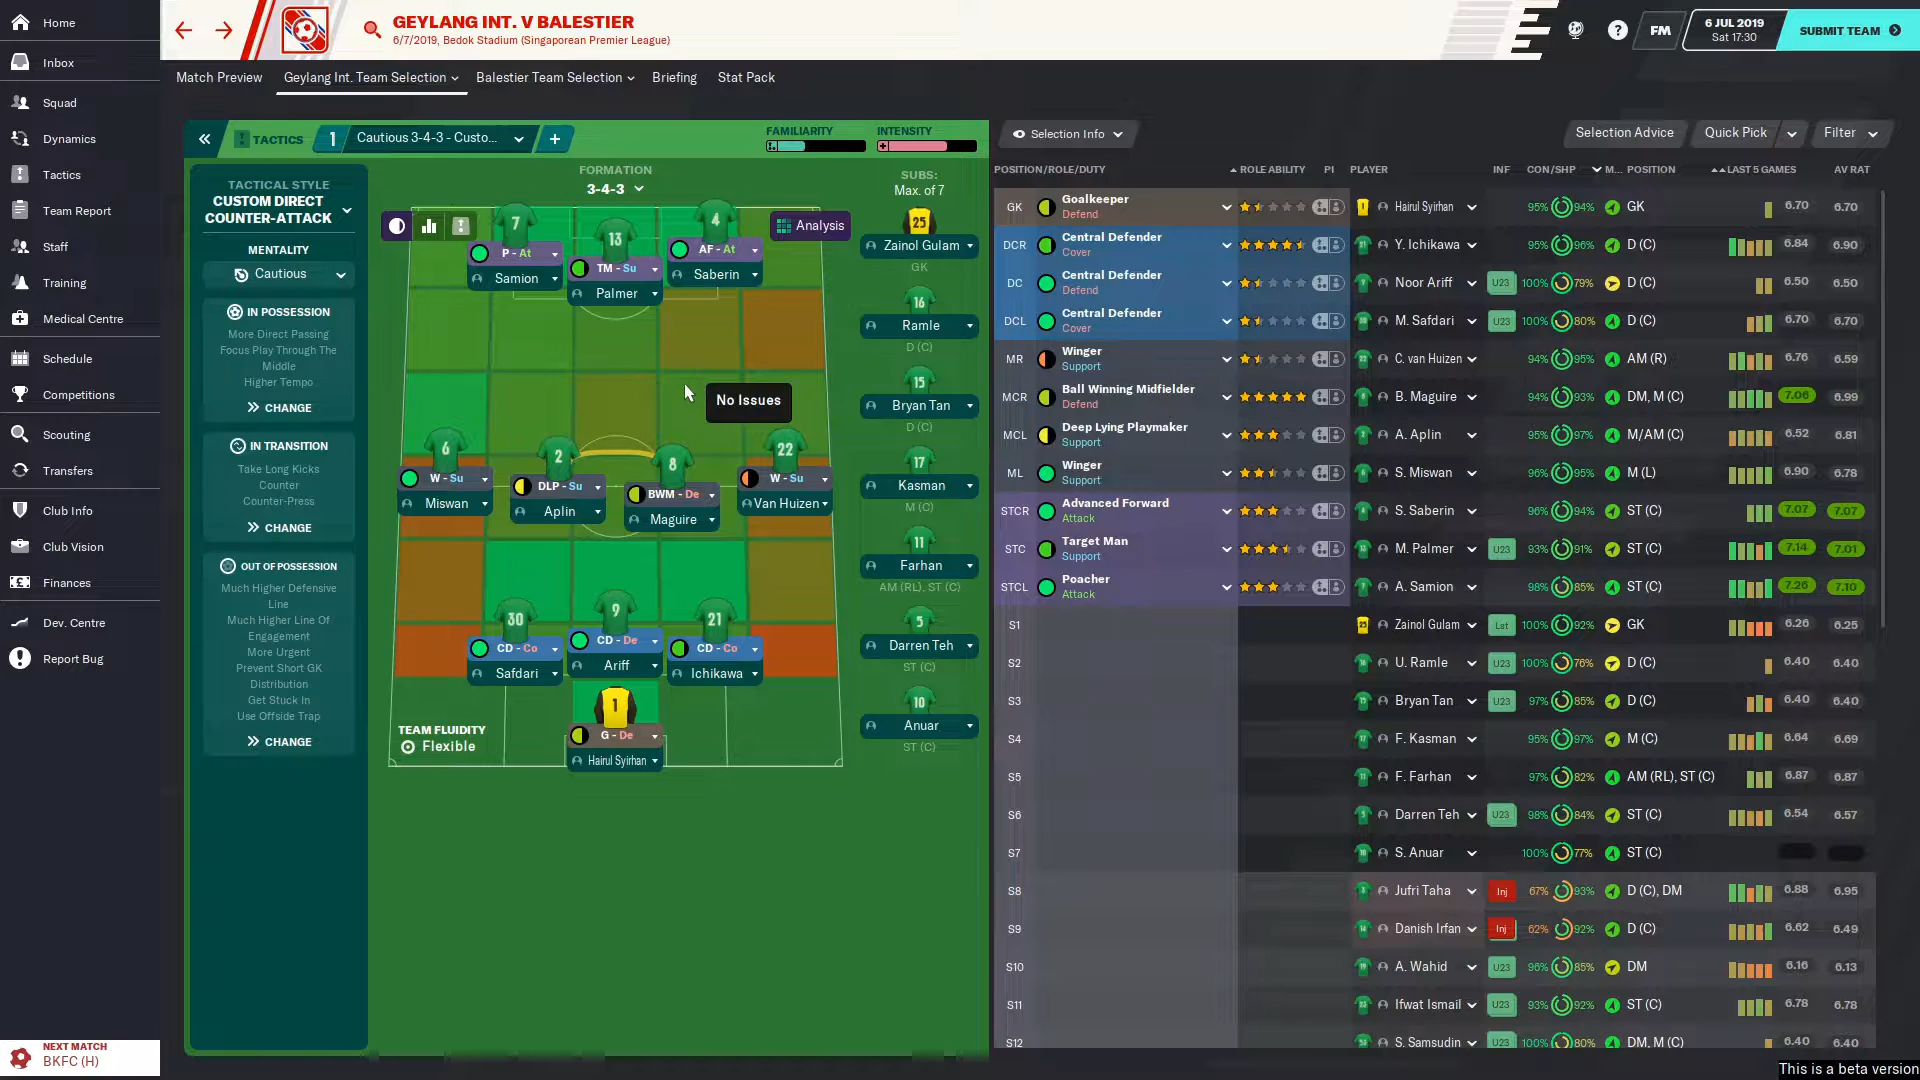 Home
Inbox
Squad
Dynamics
Tactics
Team Report
Staff
Training
Medical Centre
Schedule
Competitions
Scouting
Transfers
Club Info
Club Vision
Finances
Dev. Centre
Report Bug
NEXT MATCH
BKFC (H)
GEYLANG INT. V BALESTIER
6/7/2019, Bedok Stadium (Singaporean Premier League)
? FM
6 JUL 2019
Sat 17:30
SUBMIT TEAM
Match Preview Geylang Int. Team Selection Balestier Team Selection Briefing Stat Pack
TACTICS 1 Cautious 3-4-3 - Custo... +
FAMILIARITY INTENSITY
TACTICAL STYLE
CUSTOM DIRECT
COUNTER-ATTACK
MENTALITY
Cautious
IN POSSESSION
More Direct Passing
Focus Play Through The
Middle
Higher Tempo
CHANGE
IN TRANSITION
Take Long Kicks
Counter
Counter-Press
CHANGE
OUT OF POSSESSION
Much Higher Defensive
Line
Much Higher Line Of
Engagement
More Urgent
Prevent Short GK
Distribution
Get Stuck In
Use Offside Trap
CHANGE
FORMATION
3-4-3
Analysis
7
P - At
Samion
13
TM - Su
Palmer
4
AF - At
Saberin
No Issues
6
W - Su
Miswan
2
DLP - Su
Aplin
8
BWM - De
Maguire
22
W - Su
Van Huizen
30
CD - Co
Safdari
9
CD - De
Ariff
21
CD - Co
Ichikawa
1
G - De
Hairul Syirhan
TEAM FLUIDITY
Flexible
SUBS:
Max. of 7
25
Zainol Gulam
GK
16
Ramle
D (C)
15
Bryan Tan
D (C)
17
Kasman
M (C)
11
Farhan
AM (RL), ST (C)
5
Darren Teh
ST (C)
10
Anuar
ST (C)
Selection Info Selection Advice Quick Pick Filter
POSITION/ROLE/DUTY ROLE ABILITY PI PLAYER INF CON/SHP M... POSITION LAST 5 GAMES AV RAT
GK Goalkeeper Defend 1 Hairul Syirhan 95% 94% GK 6.70 6.70
DCR Central Defender Cover Y. Ichikawa 95% 96% D (C) 6.84 6.90
DC Central Defender Defend Noor Ariff U23 100% 79% D (C) 6.50 6.50
DCL Central Defender Cover M. Safdari U23 100% 80% D (C) 6.70 6.70
MR Winger Support C. van Huizen 94% 95% AM (R) 6.76 6.59
MCR Ball Winning Midfielder Defend B. Maguire 94% 93% DM, M (C) 7.06 6.99
MCL Deep Lying Playmaker Support A. Aplin 95% 97% M/AM (C) 6.52 6.81
ML Winger Support S. Miswan 96% 95% M (L) 6.90 6.78
STCR Advanced Forward Attack S. Saberin 96% 94% ST (C) 7.07 7.07
STC Target Man Support M. Palmer U23 93% 91% ST (C) 7.14 7.01
STCL Poacher Attack A. Samion 98% 85% ST (C) 7.26 7.10
S1 25 Zainol Gulam Lat 100% 92% GK 6.26 6.25
S2 U. Ramle U23 100% 76% D (C) 6.40 6.40
S3 Bryan Tan U23 97% 85% D (C) 6.40 6.40
S4 F. Kasman 95% 97% M (C) 6.64 6.69
S5 F. Farhan 97% 82% AM (RL), ST (C) 6.87 6.87
S6 Darren Teh U23 98% 84% ST (C) 6.54 6.57
S7 S. Anuar 100% 77% ST (C)
S8 Jufri Taha Inj 67% 93% D (C), DM 6.88 6.95
S9 Danish Irfan Inj 62% 92% D (C) 6.62 6.49
S10 A. Wahid U23 96% 85% DM 6.16 6.13
S11 Ifwat Ismail U23 93% 92% ST (C) 6.78 6.78
S12 S. Samsudin U23 100% 80% DM, M (C) 6.40 6.40
This is a beta version